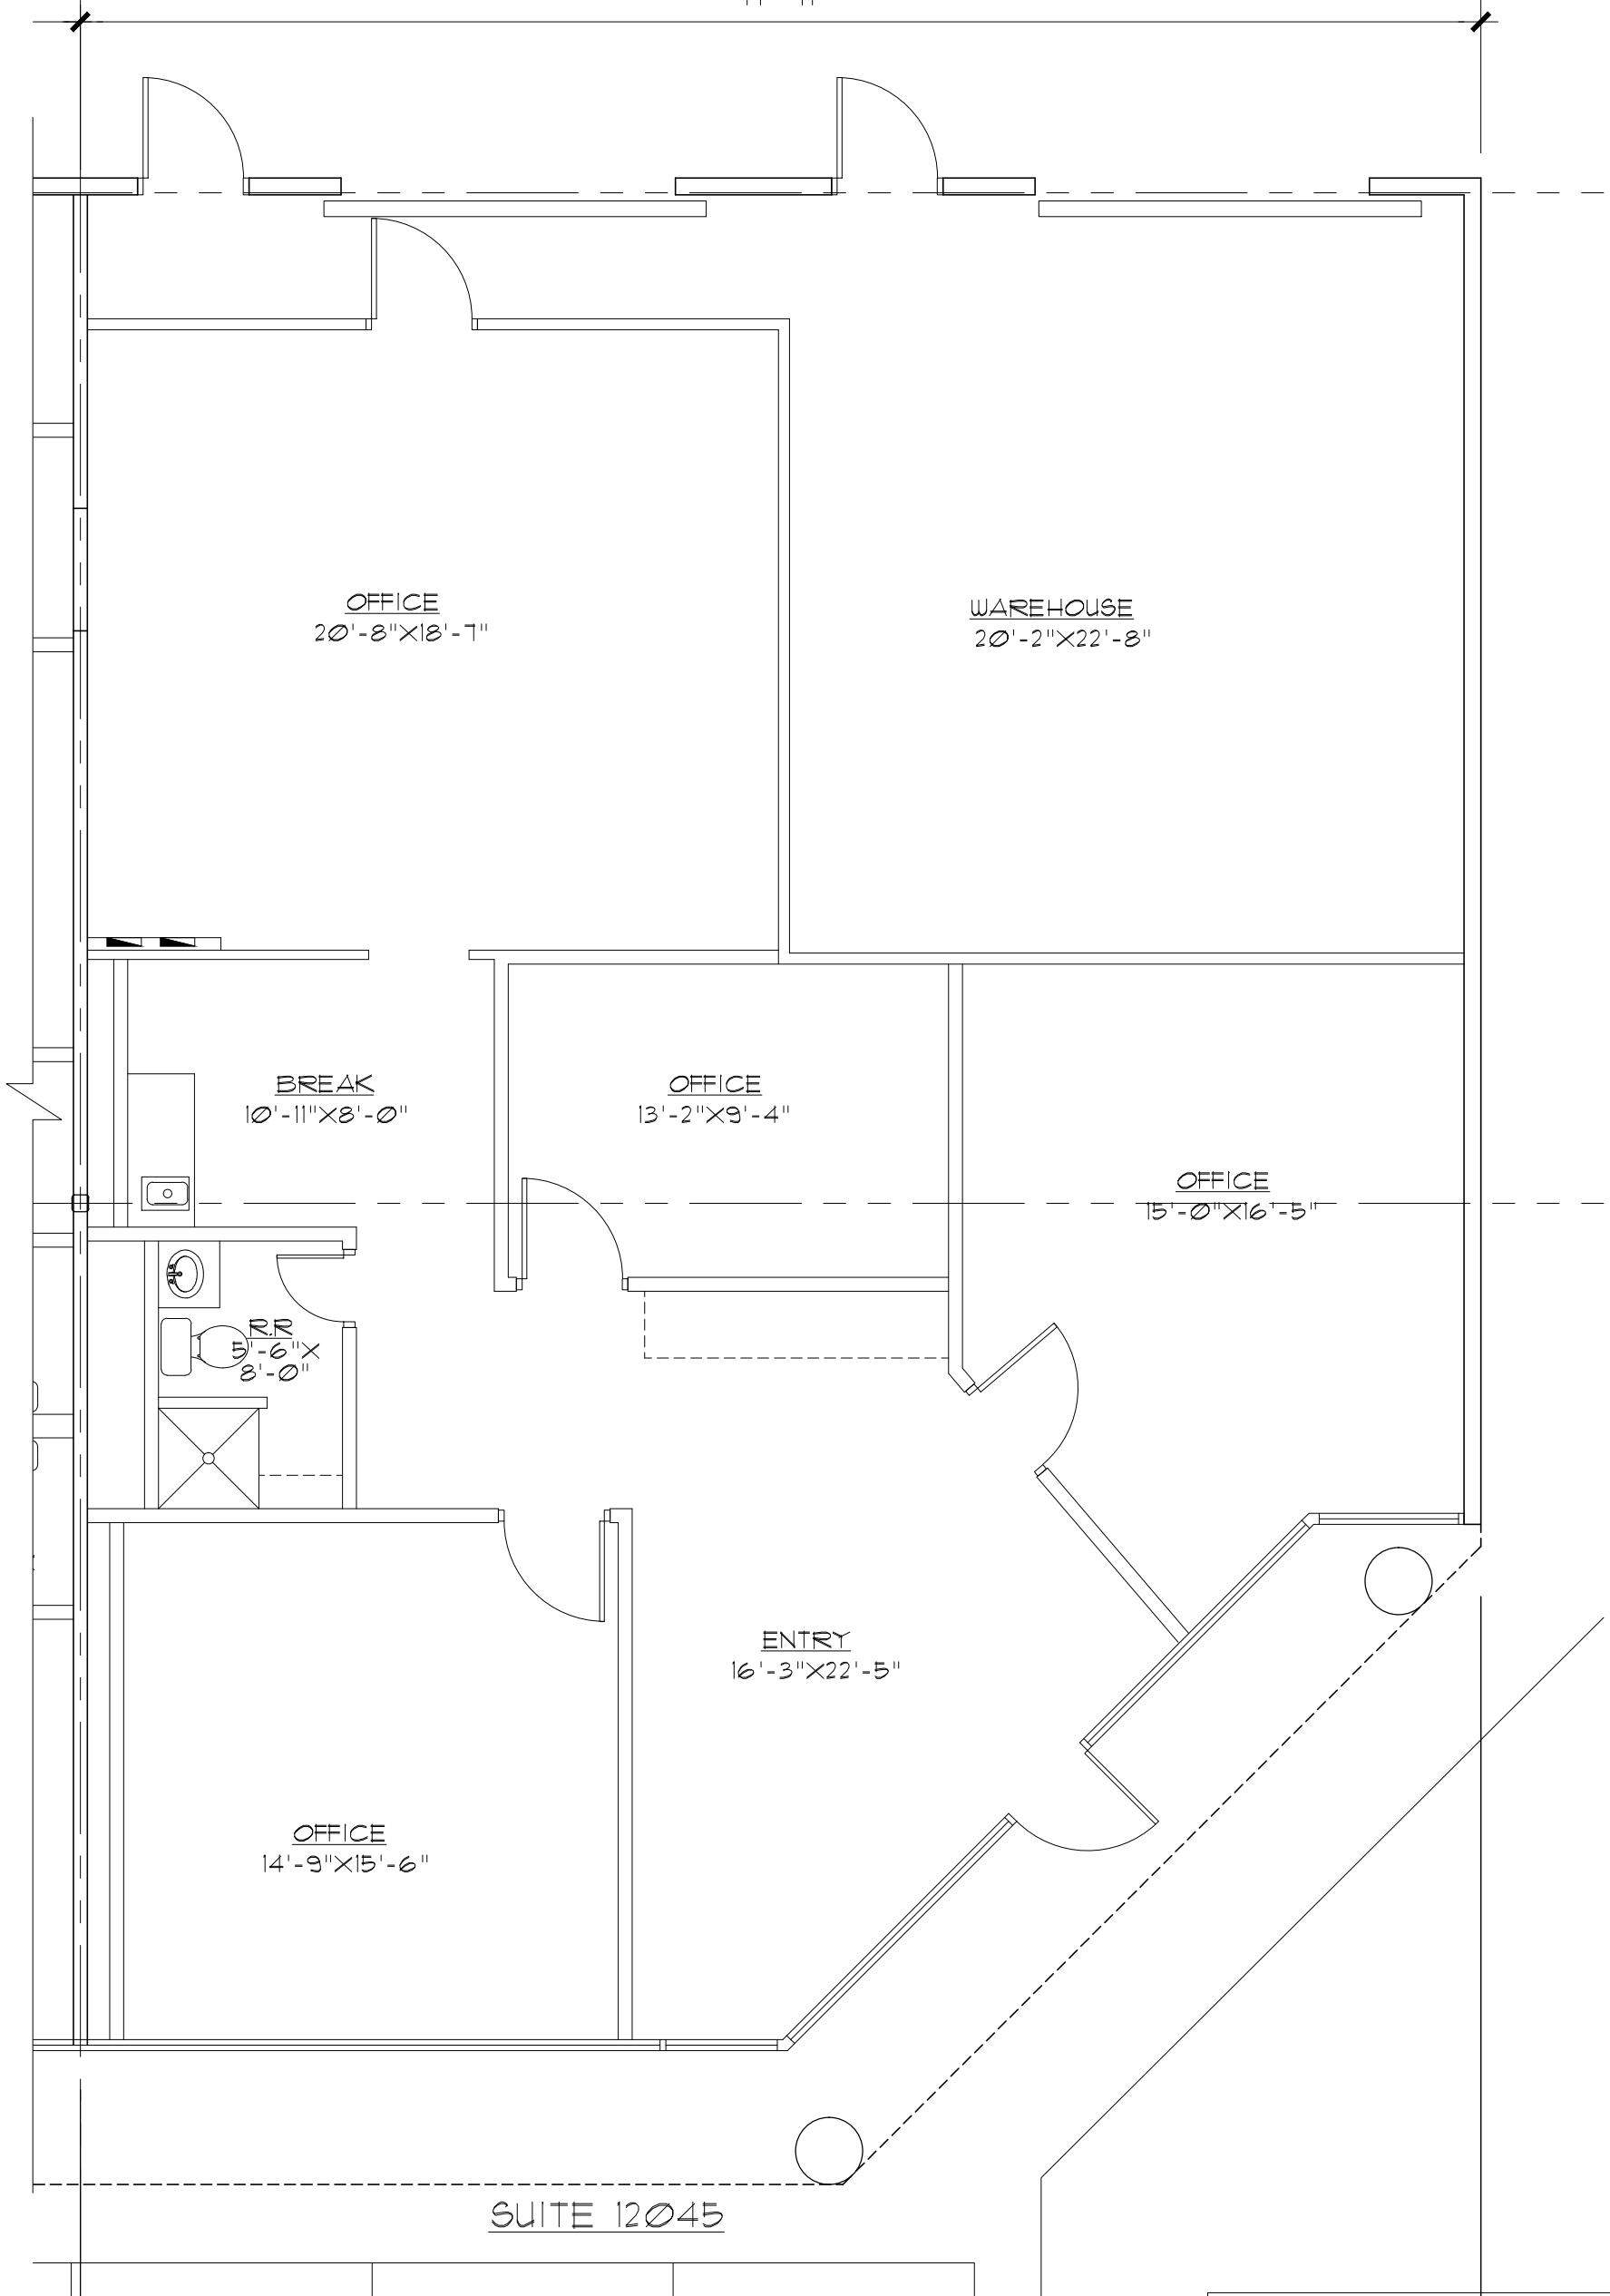 OFFICE
20'-8"X18'-7"
WAREHOUSE
20'-2"X22'-8"
BREAK
10'-11"X8'-0"
OFFICE
13'-2"X9'-4"
OFFICE
15'-0"X16'-5"
R.R
5'-6"X
8'-0"
ENTRY
16'-3"X22'-5"
OFFICE
14'-9"X15'-6"
SUITE 12045